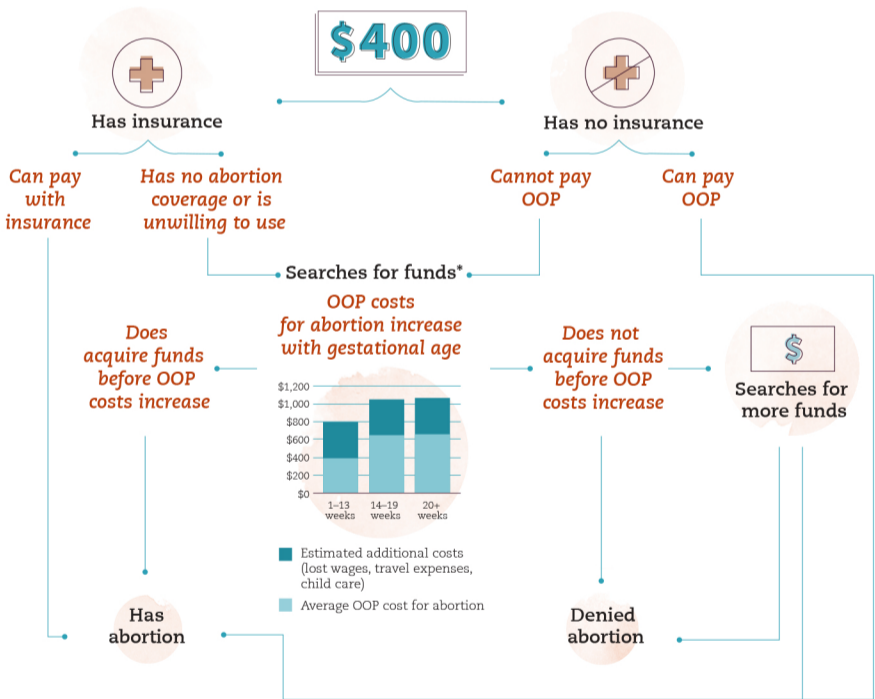 $400
Has insurance
Has no insurance
Can pay
with
insurance
Has no abortion
coverage or is
unwilling to use
Cannot pay
OOP
Can pay
OOP
Searches for funds*
OOP costs
for abortion increase
with gestational age
Does
acquire funds
before OOP
costs increase
$1,200
$1,000
$800
$600
$400
$200
$0
1–13
weeks
14–19
weeks
20+
weeks
Estimated additional costs
(lost wages, travel expenses,
child care)
Average OOP cost for abortion
Does not
acquire funds
before OOP
costs increase
$
Searches for
more funds
Has
abortion
Denied
abortion